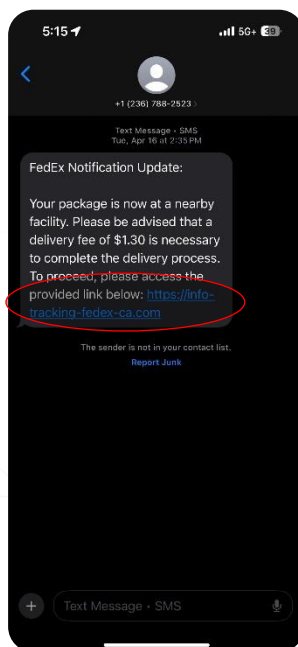 5:15
5G+ 39
+1 (236) 788-2523 >
Text Message • SMS
Tue, Apr 16 at 2:35 PM
FedEx Notification Update:
Your package is now at a nearby
facility. Please be advised that a
delivery fee of $1.30 is necessary
to complete the delivery process.
To proceed, please access the
provided link below: https://info-
tracking-fedex-ca.com
The sender is not in your contact list.
Report Junk
+
Text Message • SMS